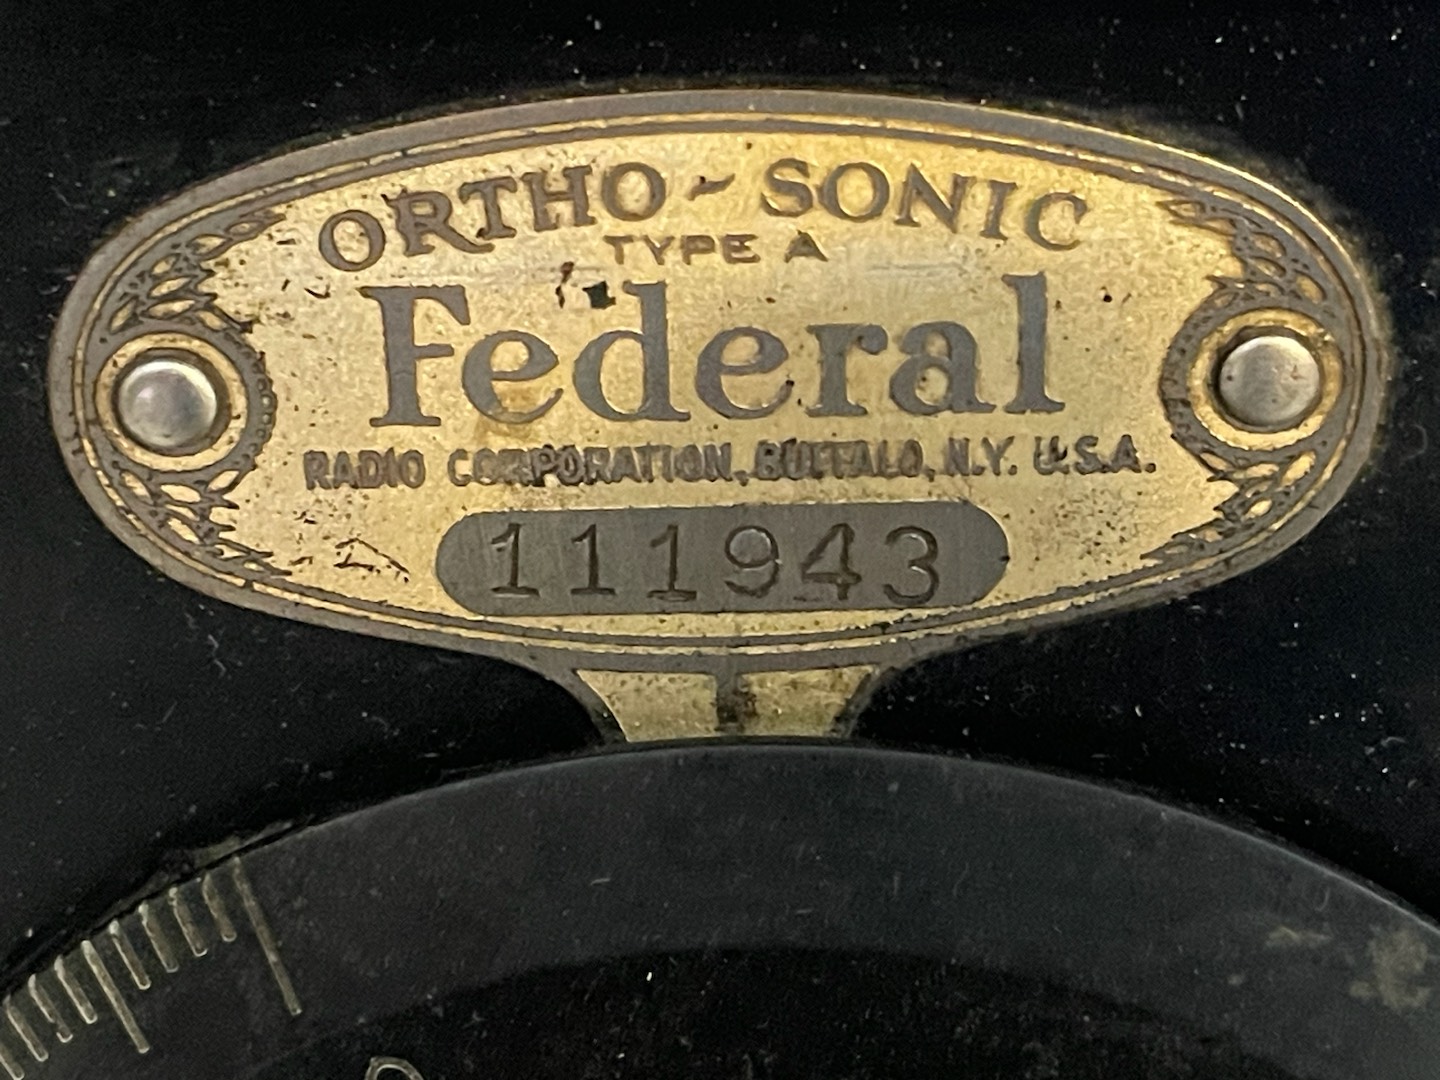 ORTHO-SONIC
TYPE A
Federal
RADIO CORPORATION, BUFFALO, N.Y. U.S.A.
111943